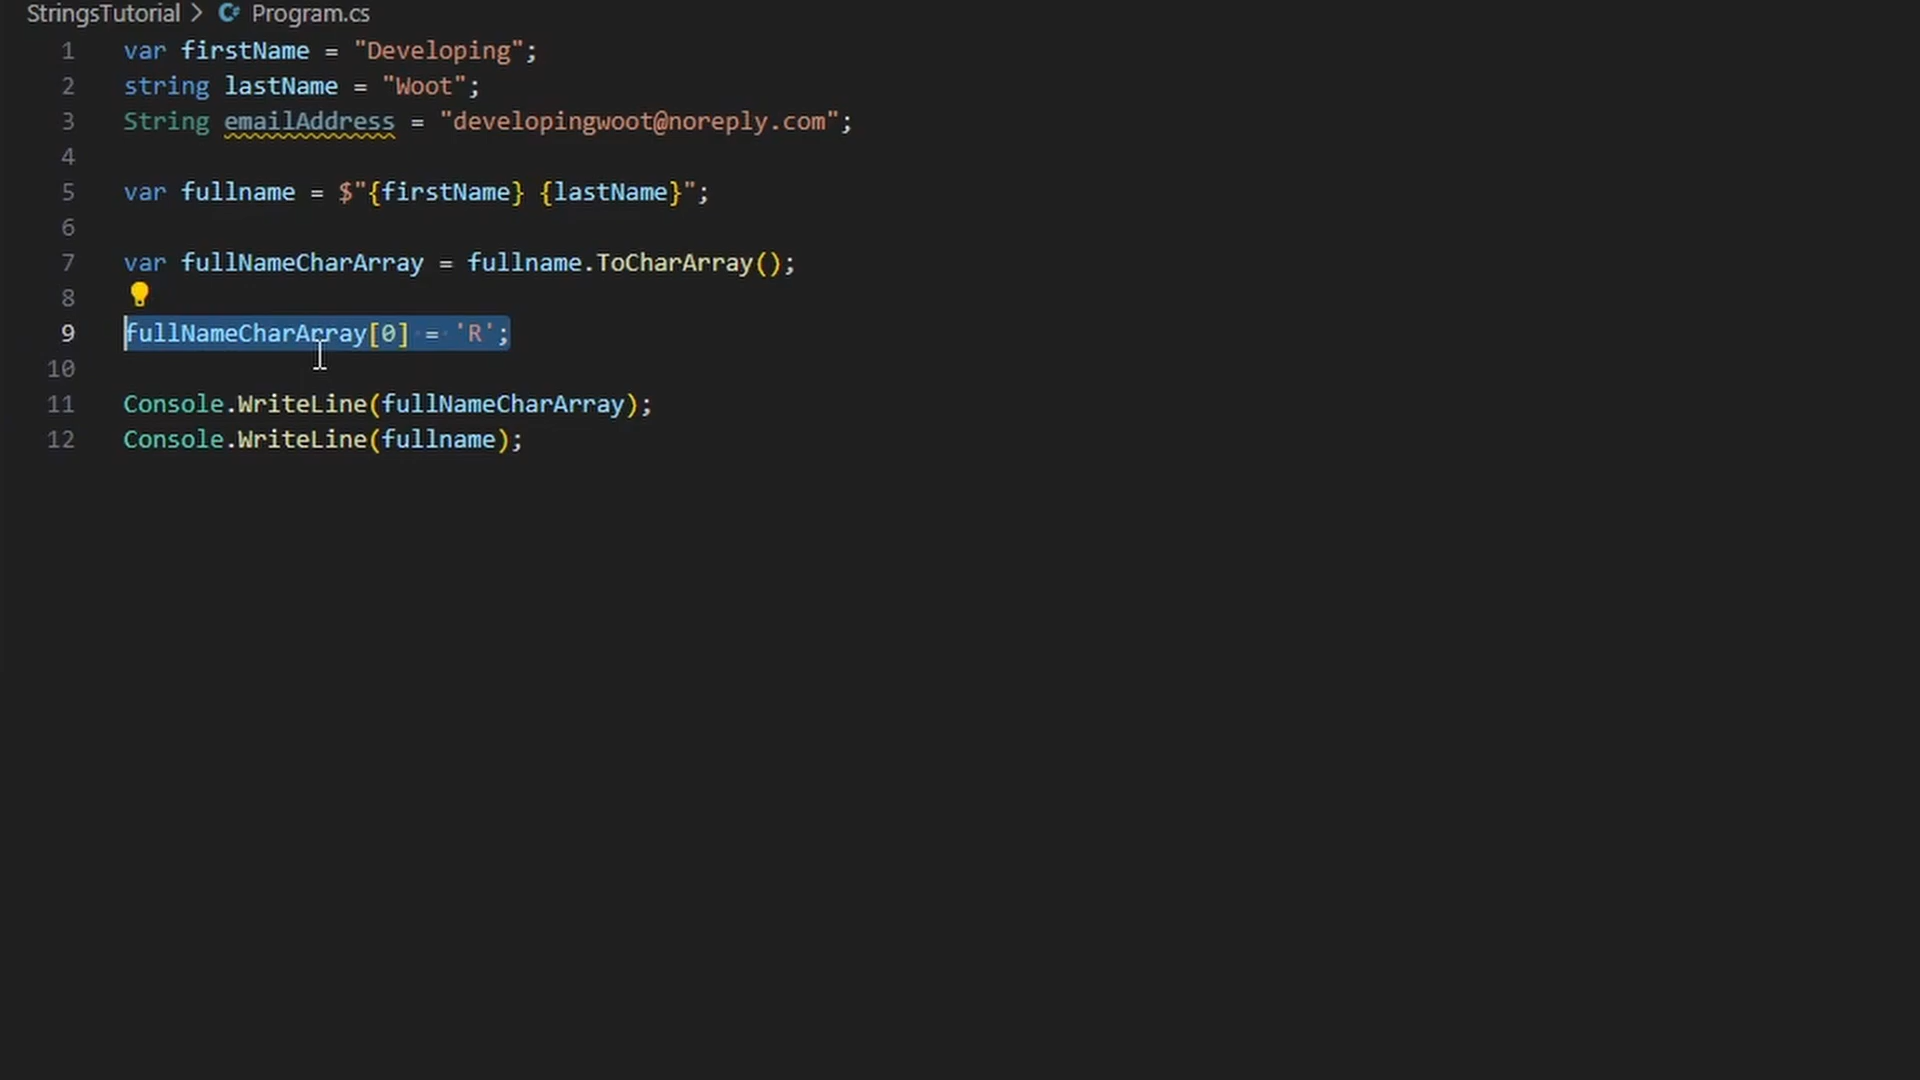 StringsTutorial > C# Program.cs
1 var firstName = "Developing";
2 string lastName = "Woot";
3 String emailAddress = "developingwoot@noreply.com";
4
5 var fullname = $"{firstName} {lastName}";
6
7 var fullNameCharArray = fullname.ToCharArray();
8
9 fullNameCharArray[0] = 'R';
10
11 Console.WriteLine(fullNameCharArray);
12 Console.WriteLine(fullname);